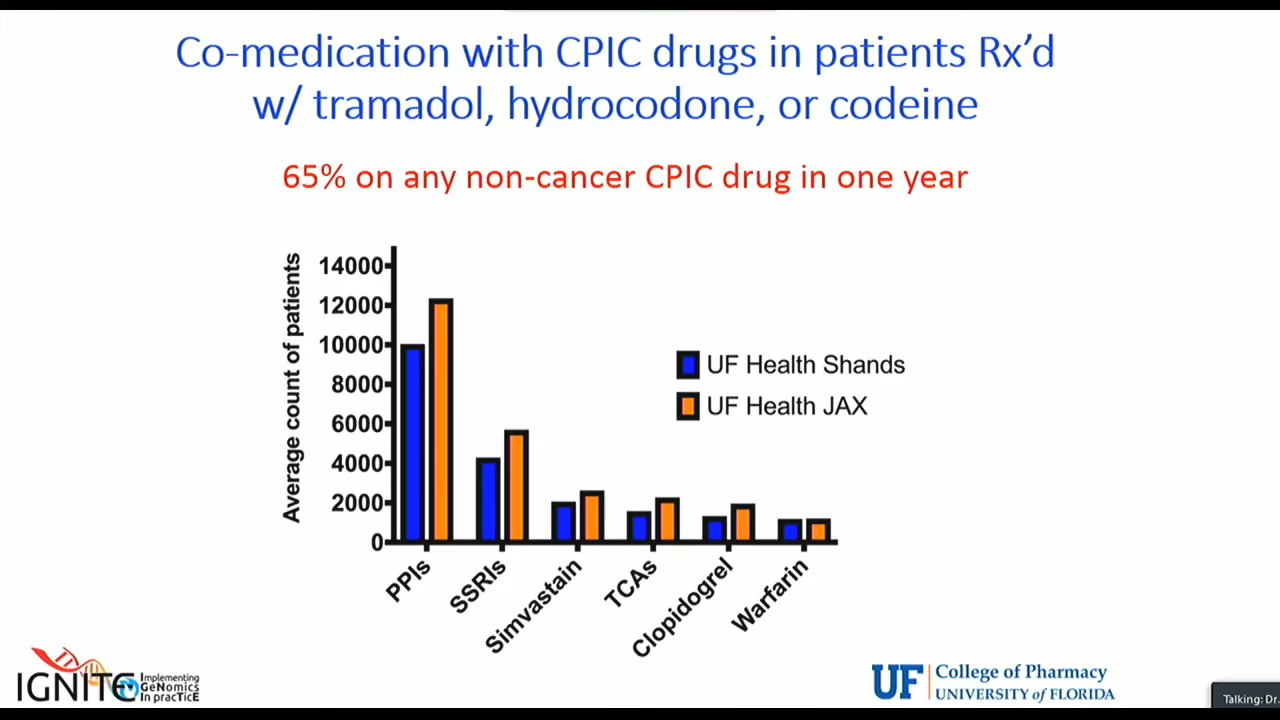 Co-medication with CPIC drugs in patients Rx’d
w/ tramadol, hydrocodone, or codeine
65% on any non-cancer CPIC drug in one year
Average count of patients
14000
12000
10000
8000
6000
4000
2000
0
UF Health Shands
UF Health JAX
PPIs
SSRIs
Simvastain
TCAs
Clopidogrel
Warfarin
IGNITE
Implementing
GeNomics
In pracTicE
UF
College of Pharmacy
UNIVERSITY of FLORIDA
Talking: Dr.